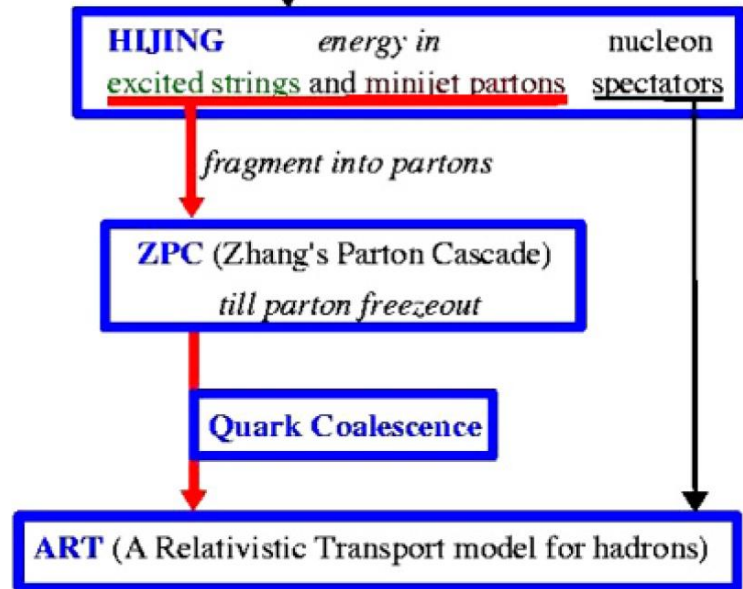 HIJING energy in nucleon
excited strings and minijet partons spectators
fragment into partons
ZPC (Zhang's Parton Cascade)
till parton freezeout
Quark Coalescence
ART (A Relativistic Transport model for hadrons)